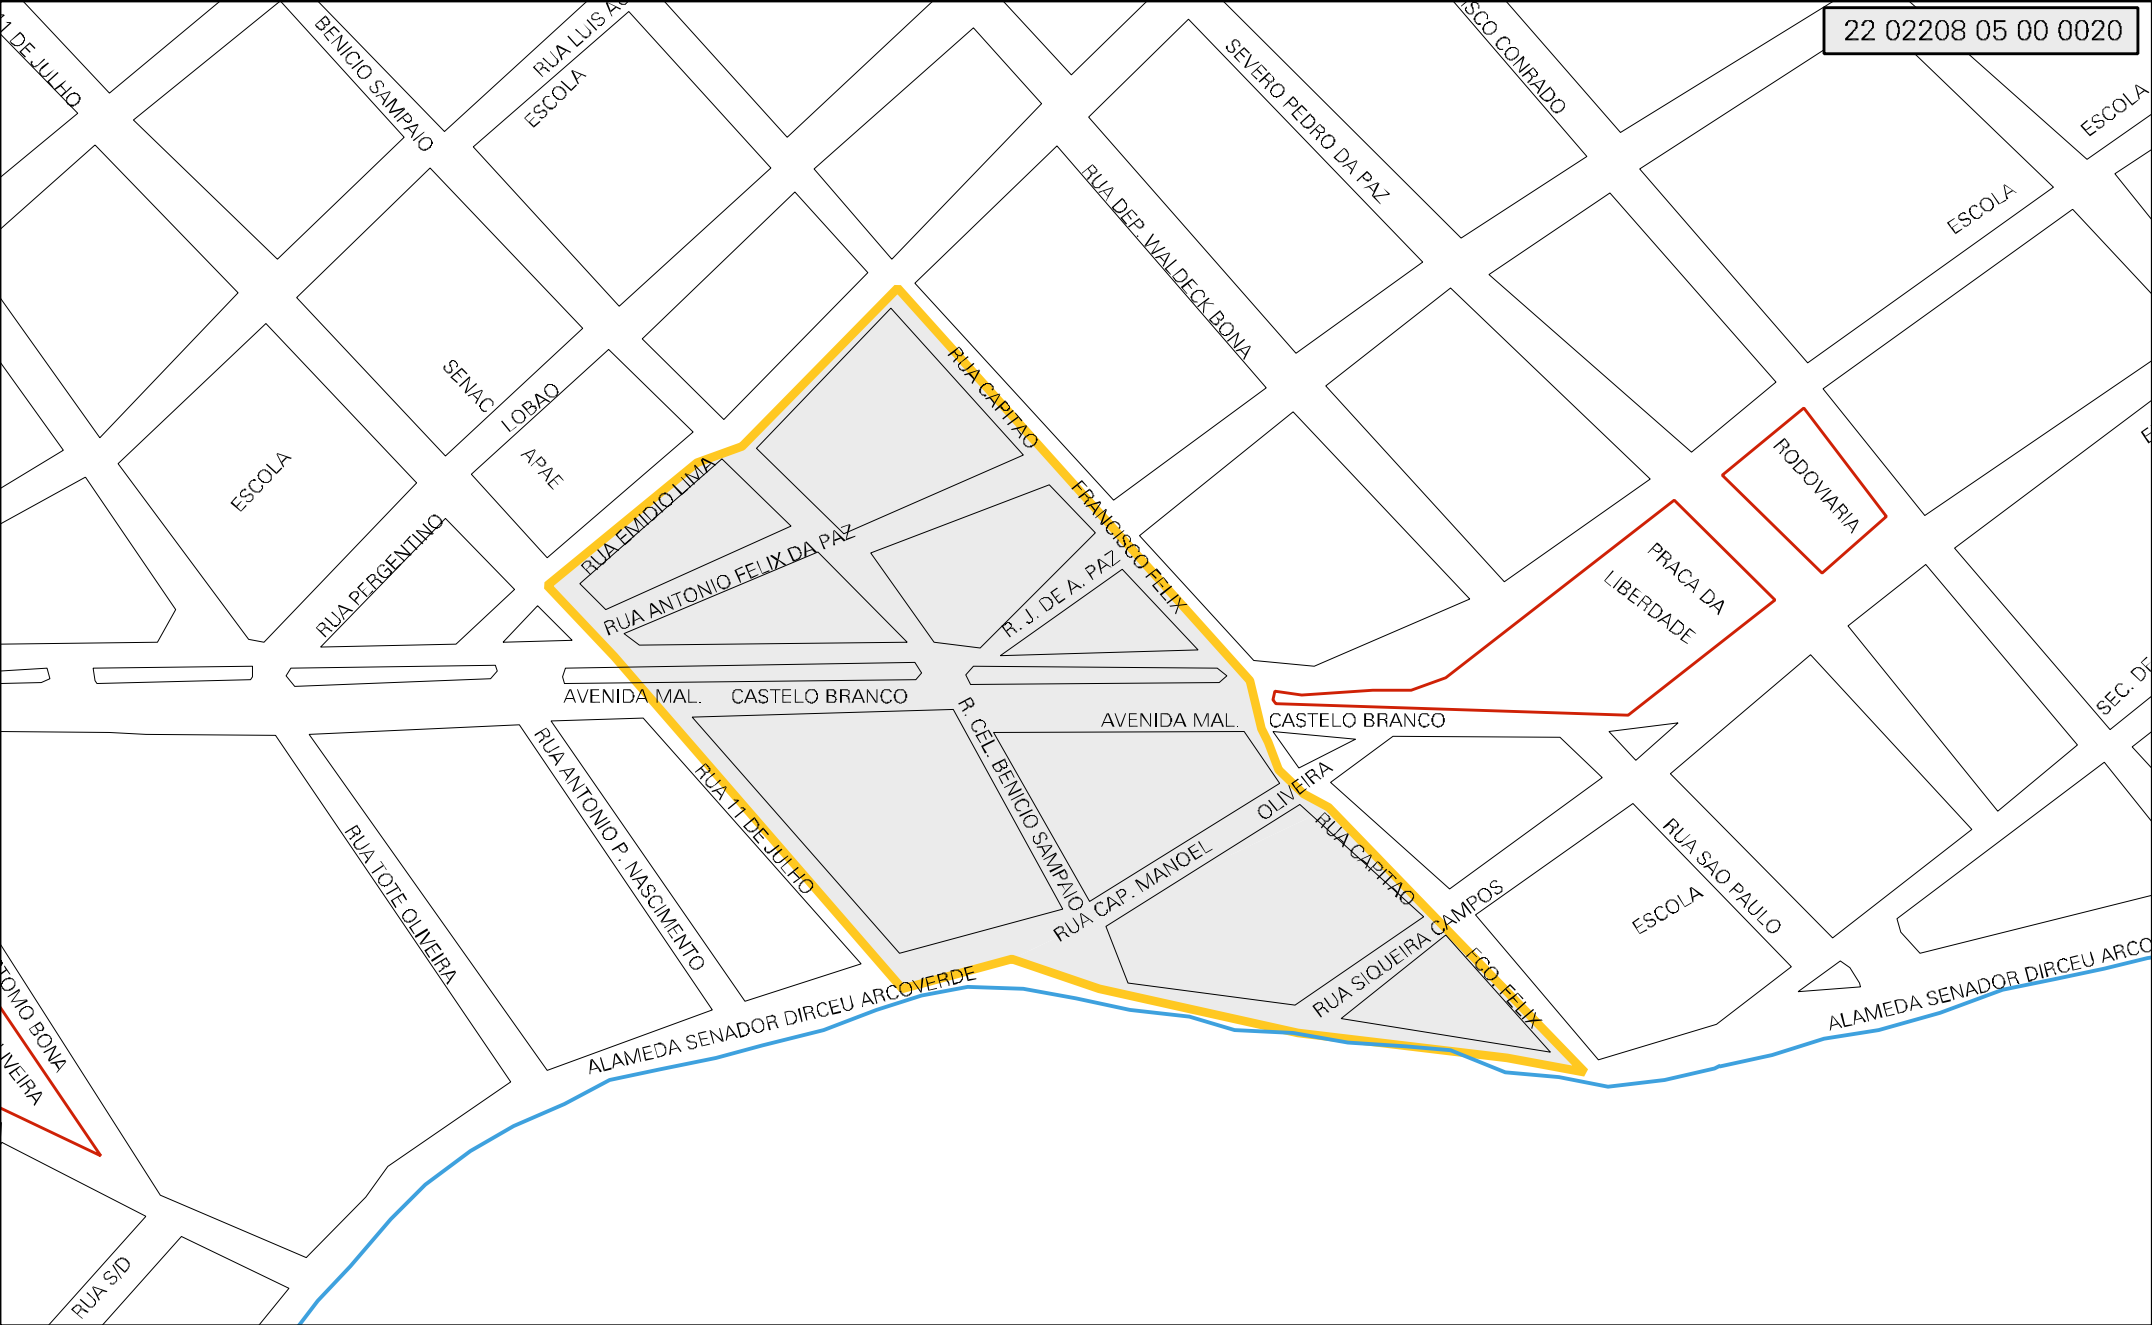 22 02208 05 00 0020
11 DE JULHO
BENICIO SAMPAIO
RUA LUIS
ESCOLA
SEVERO PEDRO DA PAZ
CONRADO
ESCOLA
ESCOLA
RUA DEP. WALDECK BONA
SENAC
LOBAO
APAE
ESCOLA
RUA PERGENTINO
RUA EMIDIO LIMA
RUA ANTONIO FELIX DA PAZ
RUA CAPITAO
FRANCISCO FELIX
R. J. DE A. PAZ
RODOVIARIA
PRACA DA
LIBERDADE
AVENIDA MAL. CASTELO BRANCO
AVENIDA MAL. CASTELO BRANCO
SEC. DE
R. CEL. BENICIO SAMPAIO
RUA ANTONIO P. NASCIMENTO
RUA 11 DE JULHO
RUA TOTE OLIVEIRA
RUA CAP. MANOEL
OLIVEIRA
RUA CAPITAO
FCO. FELIX
RUA SIQUEIRA CAMPOS
RUA SAO PAULO
ESCOLA
ALAMEDA SENADOR DIRCEU ARCOVERDE
ALAMEDA SENADOR DIRCEU ARCO
BONA
RUA S/D